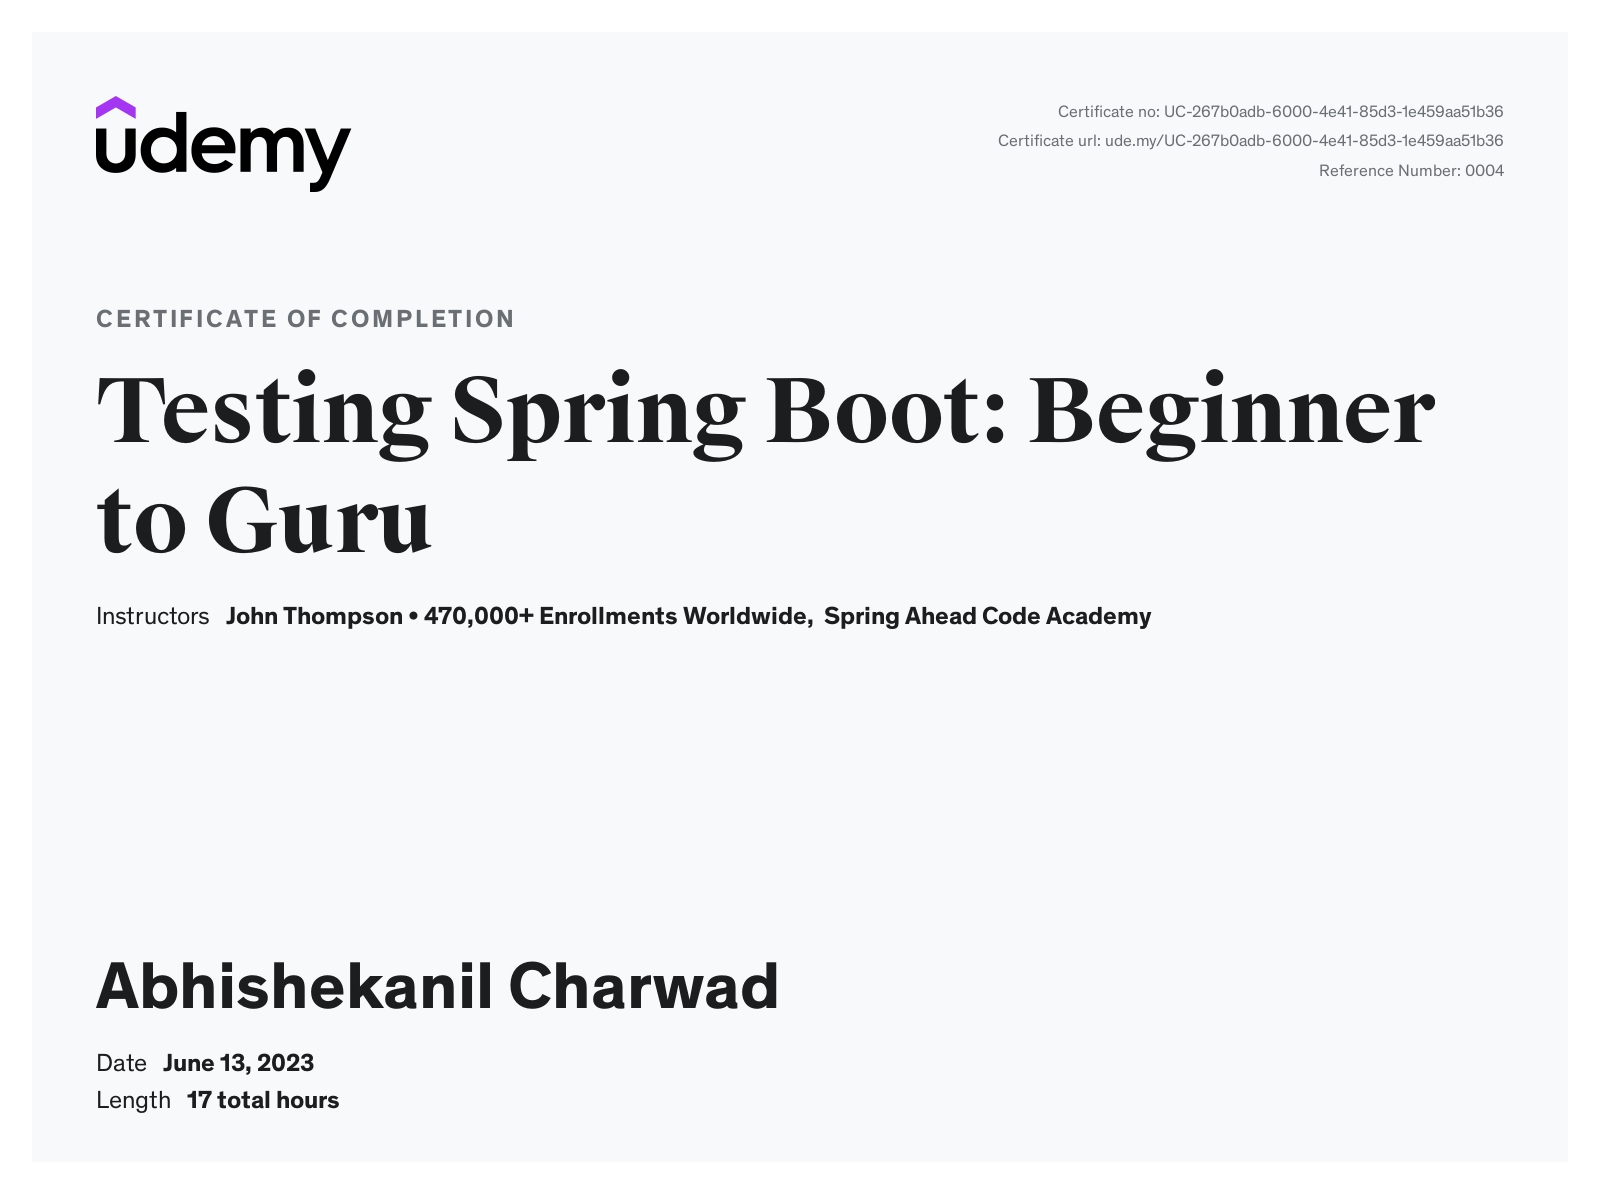 udemy
Certificate no: UC-267b0adb-6000-4e41-85d3-1e459aa51b36
Certificate url: ude.my/UC-267b0adb-6000-4e41-85d3-1e459aa51b36
Reference Number: 0004
CERTIFICATE OF COMPLETION
Testing Spring Boot: Beginner
to Guru
Instructors John Thompson • 470,000+ Enrollments Worldwide, Spring Ahead Code Academy
Abhishekanil Charwad
Date June 13, 2023
Length 17 total hours